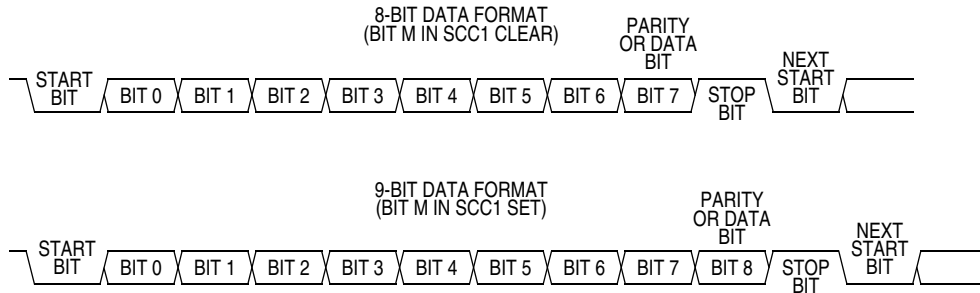 8-BIT DATA FORMAT
(BIT M IN SCC1 CLEAR)
PARITY
OR DATA
BIT
START
BIT
BIT 0
BIT 1
BIT 2
BIT 3
BIT 4
BIT 5
BIT 6
BIT 7
STOP
BIT
NEXT
START
BIT
9-BIT DATA FORMAT
(BIT M IN SCC1 SET)
PARITY
OR DATA
BIT
START
BIT
BIT 0
BIT 1
BIT 2
BIT 3
BIT 4
BIT 5
BIT 6
BIT 7
BIT 8
STOP
BIT
NEXT
START
BIT